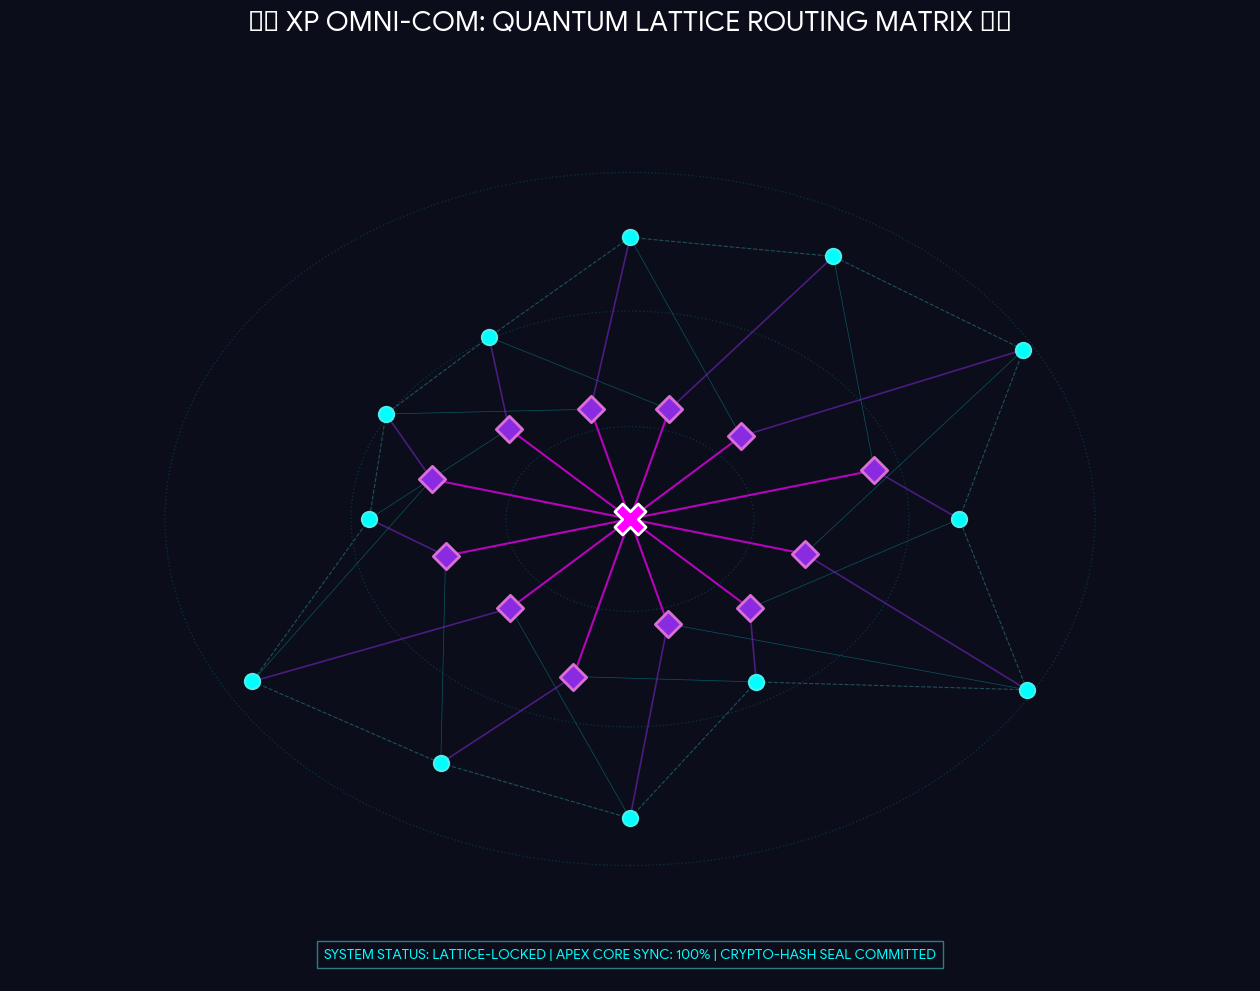 XP OMNI-COM: QUANTUM LATTICE ROUTING MATRIX
SYSTEM STATUS: LATTICE-LOCKED | APEX CORE SYNC: 100% | CRYPTO-HASH SEAL COMMITTED